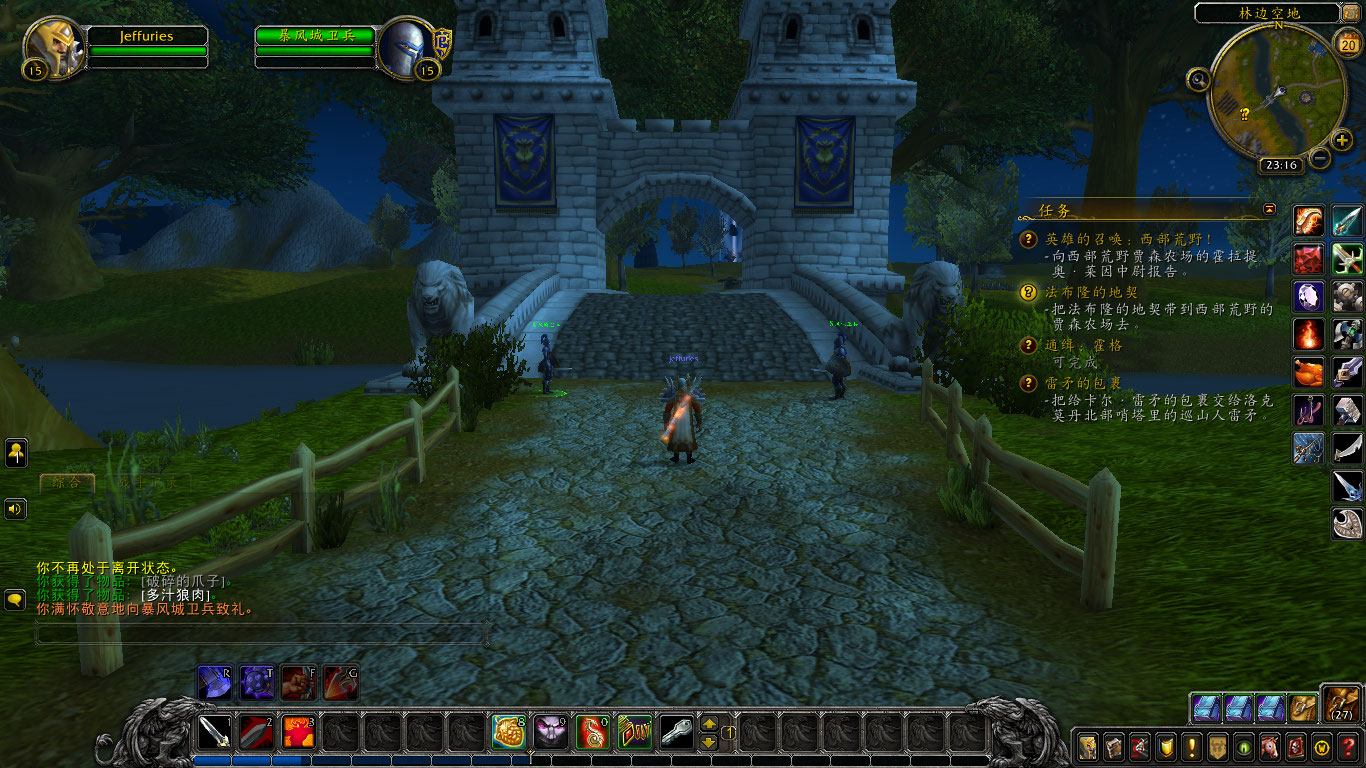 Jeffuries
15
暴风城卫兵
15
林边空地
N
20
23:16
任务
英雄的召唤：西部荒野！
-向西部荒野贾森农场的霍拉提
奥·莱因中尉报告。
法布隆的地契
-把法布隆的地契带到西部荒野的
贾森农场去。
通缉：霍格
可完成
雷矛的包裹
-把给卡尔·雷矛的包裹交给洛克
莫丹北部哨塔里的巡山人雷矛。
jeffuries
综合
你不再处于离开状态。
你获得了物品：[破碎的爪子]。
你获得了物品：[多汁狼肉]。
你满怀敬意地向暴风城卫兵致礼。
R
T
F
G
2
3
8
9
0
1
(27)